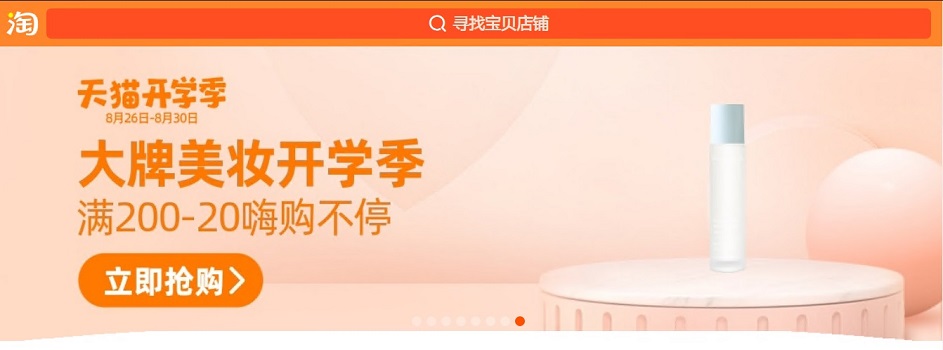 淘
寻找宝贝店铺
天猫开学季
8月26日-8月30日
大牌美妆开学季
满200-20嗨购不停
立即抢购